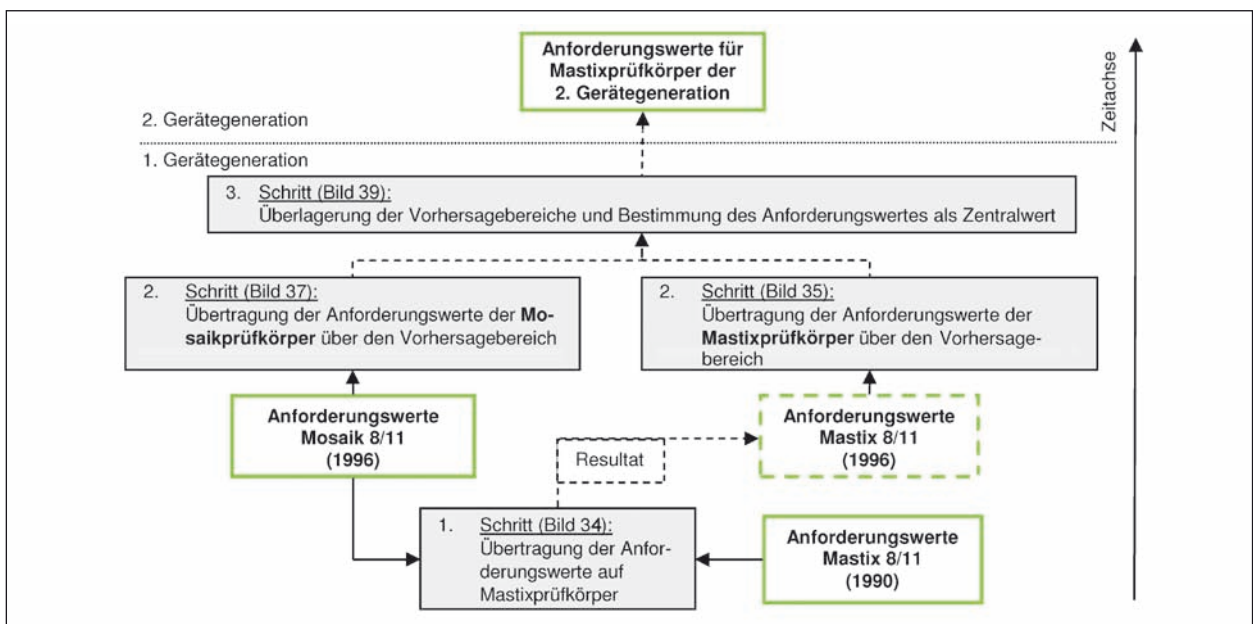 Anforderungswerte für
Mastixprüfkörper der
2. Gerätegeneration
Zeitachse
2. Gerätegeneration
1. Gerätegeneration
3. Schritt (Bild 39):
Überlagerung der Vorhersagebereiche und Bestimmung des Anforderungswertes als Zentralwert
2. Schritt (Bild 37):
Übertragung der Anforderungswerte der Mo-
saikprüfkörper über den Vorhersagebereich
2. Schritt (Bild 35):
Übertragung der Anforderungswerte der
Mastixprüfkörper über den Vorhersage-
bereich
Anforderungswerte
Mosaik 8/11
(1996)
Resultat
Anforderungswerte
Mastix 8/11
(1996)
1. Schritt (Bild 34):
Übertragung der Anfor-
derungswerte auf
Mastixprüfkörper
Anforderungswerte
Mastix 8/11
(1990)